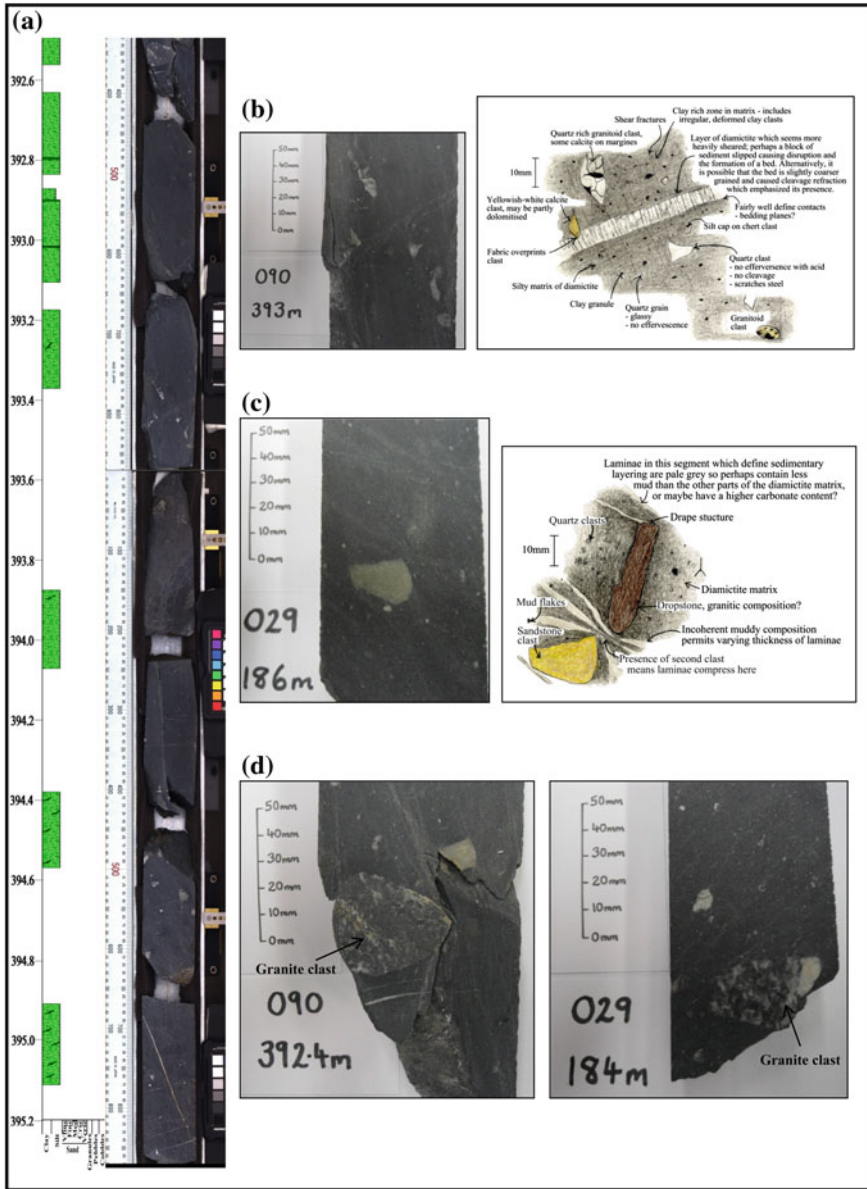 (a)
392.6
392.8
393.0
393.2
393.4
393.6
393.8
394.0
394.2
394.4
394.6
394.8
395.0
395.2
Clay
Silt
Sand
Granules
Pebbles
Cobbles
500
500
(b)
50mm
40mm
30mm
20mm
10mm
0mm
090
393m
Shear fractures
Clay rich zone in matrix - includes
irregular, deformed clay clasts
Quartz rich granitoid clast,
some calcite on margines
10mm
Layer of diamictite which seems more
heavily sheared; perhaps a block of
sediment slipped causing disruption and
the formation of a bed. Alternatively, it
is possible that the bed is slightly coarser
grained and caused cleavage refraction
which emphasized its presence.
Yellowish-white calcite
clast, may be partly
dolomitised
Fairly well define contacts
- bedding planes?
Silt cap on chert clast
Fabric overprints
clast
Quartz clast
- no effierversence with acid
- no cleavage
- scratches steel
Silty matrix of diamictite
Clay granule
Quartz grain
- glassy
- no effervescence
Granitoid
clast
(c)
50mm
40mm
30mm
20mm
10mm
0mm
029
186m
Laminae in this segment which define sedimentary
layering are pale grey so perhaps contain less
mud than the other parts of the diamictite matrix,
or maybe have a higher carbonate content?
Drape stucture
Quartz clasts
10mm
Diamictite matrix
Mud flakes
Dropstone, granitic composition?
Sandstone
clast
Incoherent muddy composition
permits varying thickness of laminae
Presence of second clast
means laminae compress here
(d)
50mm
40mm
30mm
20mm
10mm
0mm
Granite clast
090
392.4m
50mm
40mm
30mm
20mm
10mm
0mm
029
184m
Granite clast